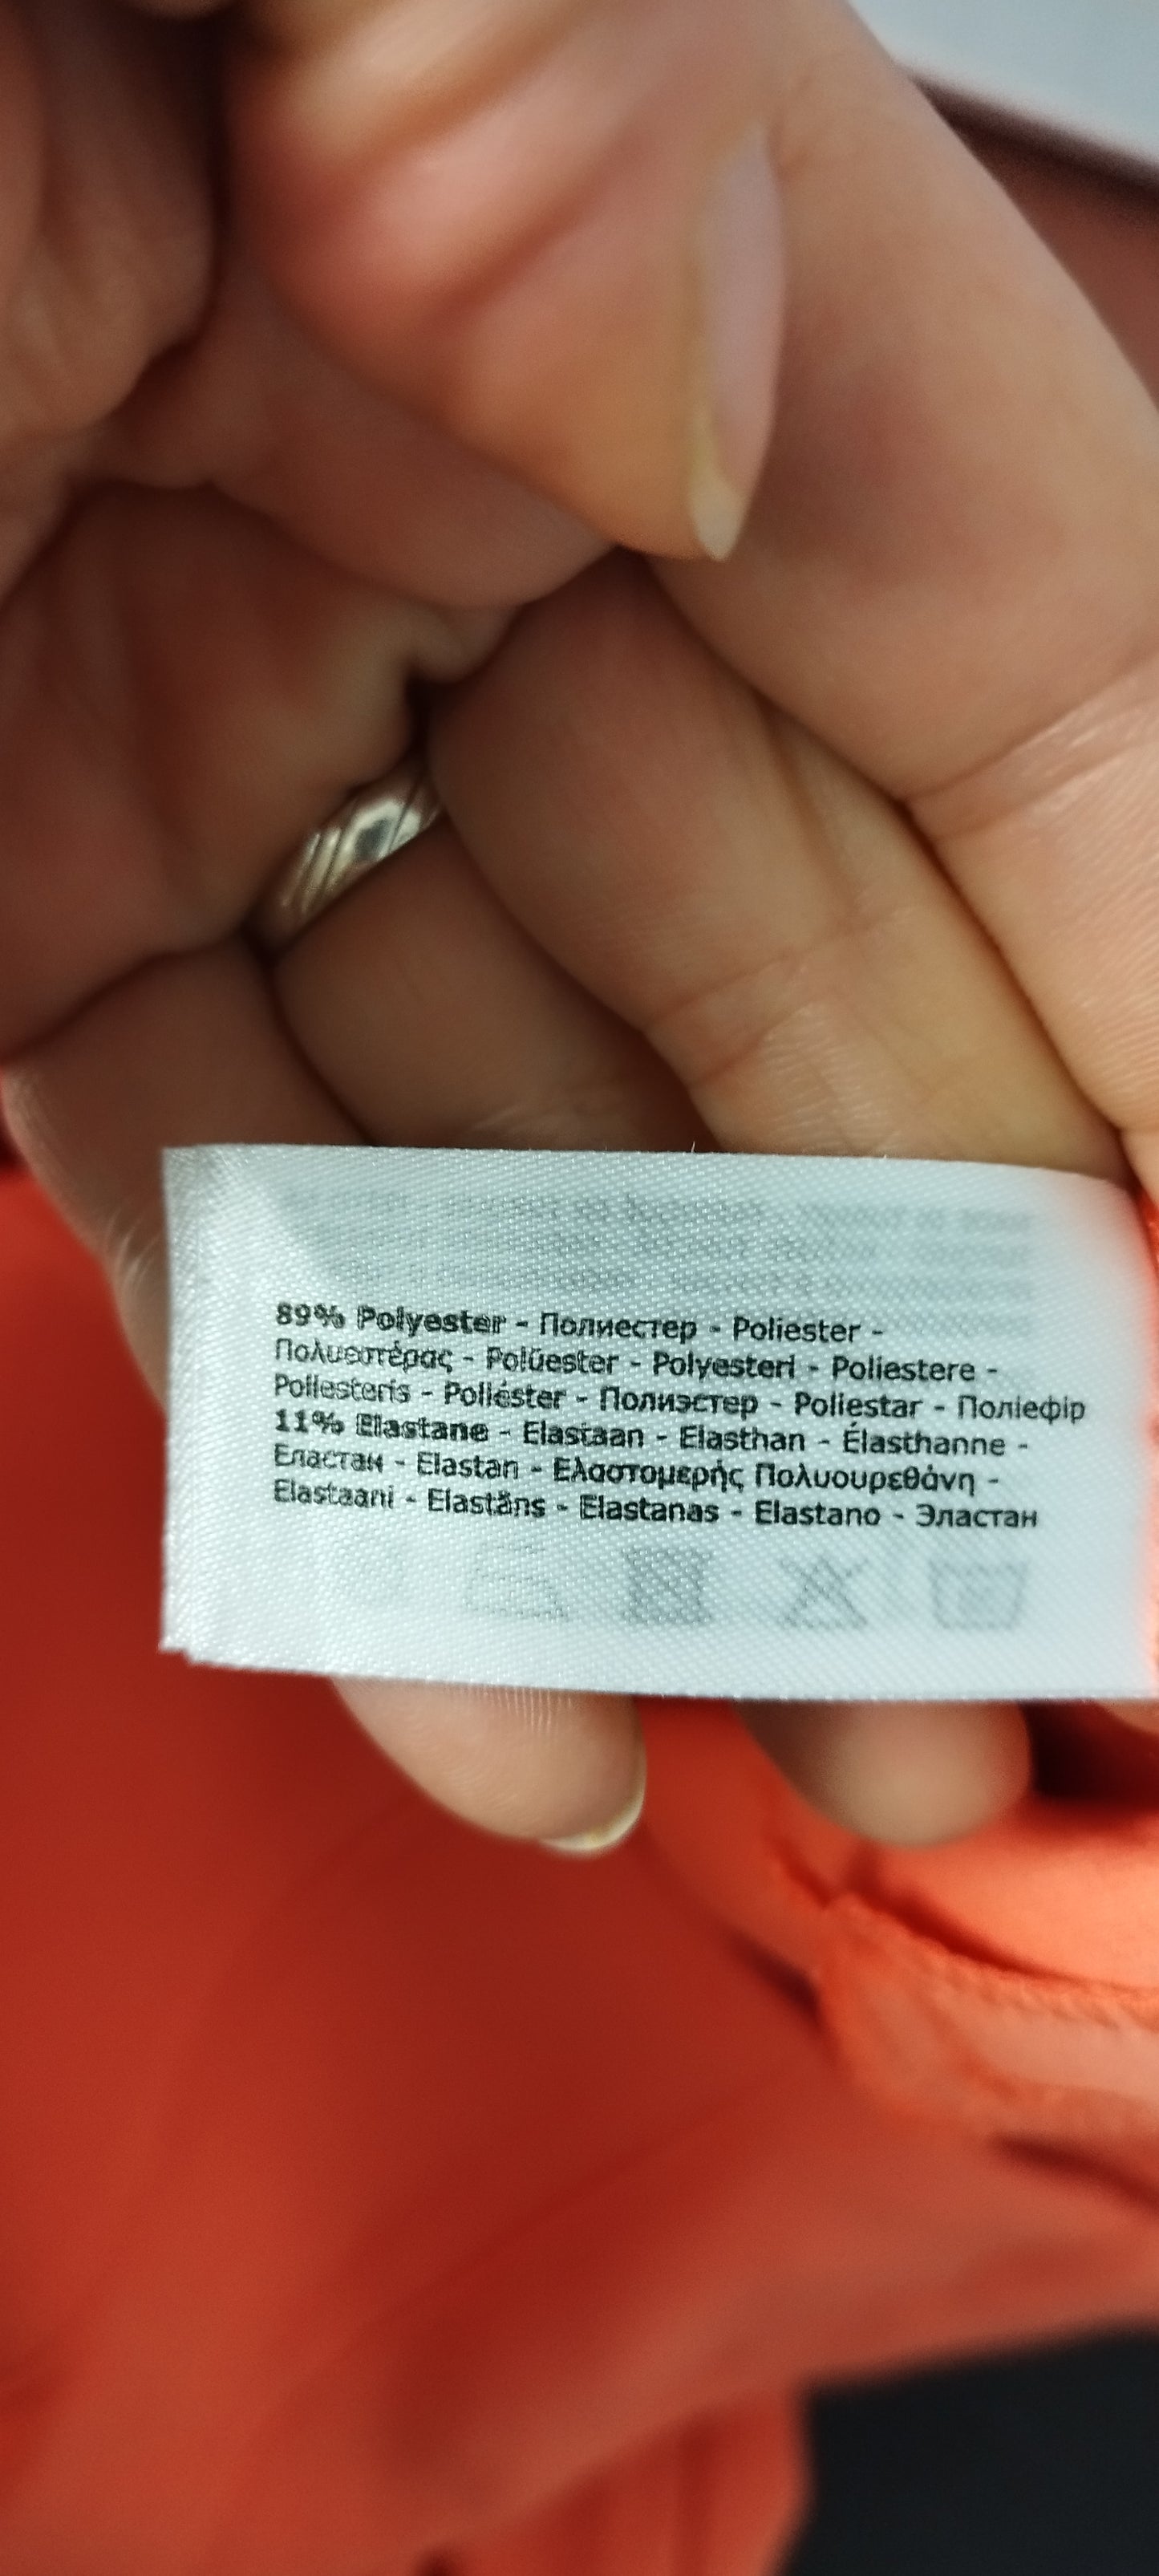 89% Polyester - Полиестер - Poliester -
Πολυεστέρας - Polüester - Polyesteri - Poliestere -
Poliesteris - Poliéster - Полиэстер - Poliestar - Поліефір
11% Elastane - Elastaan - Elasthan - Élasthanne -
Еластан - Elastan - Ελαστομερής Πολυουρεθάνη -
Elastaani - Elastāns - Elastanas - Elastano - Эластан